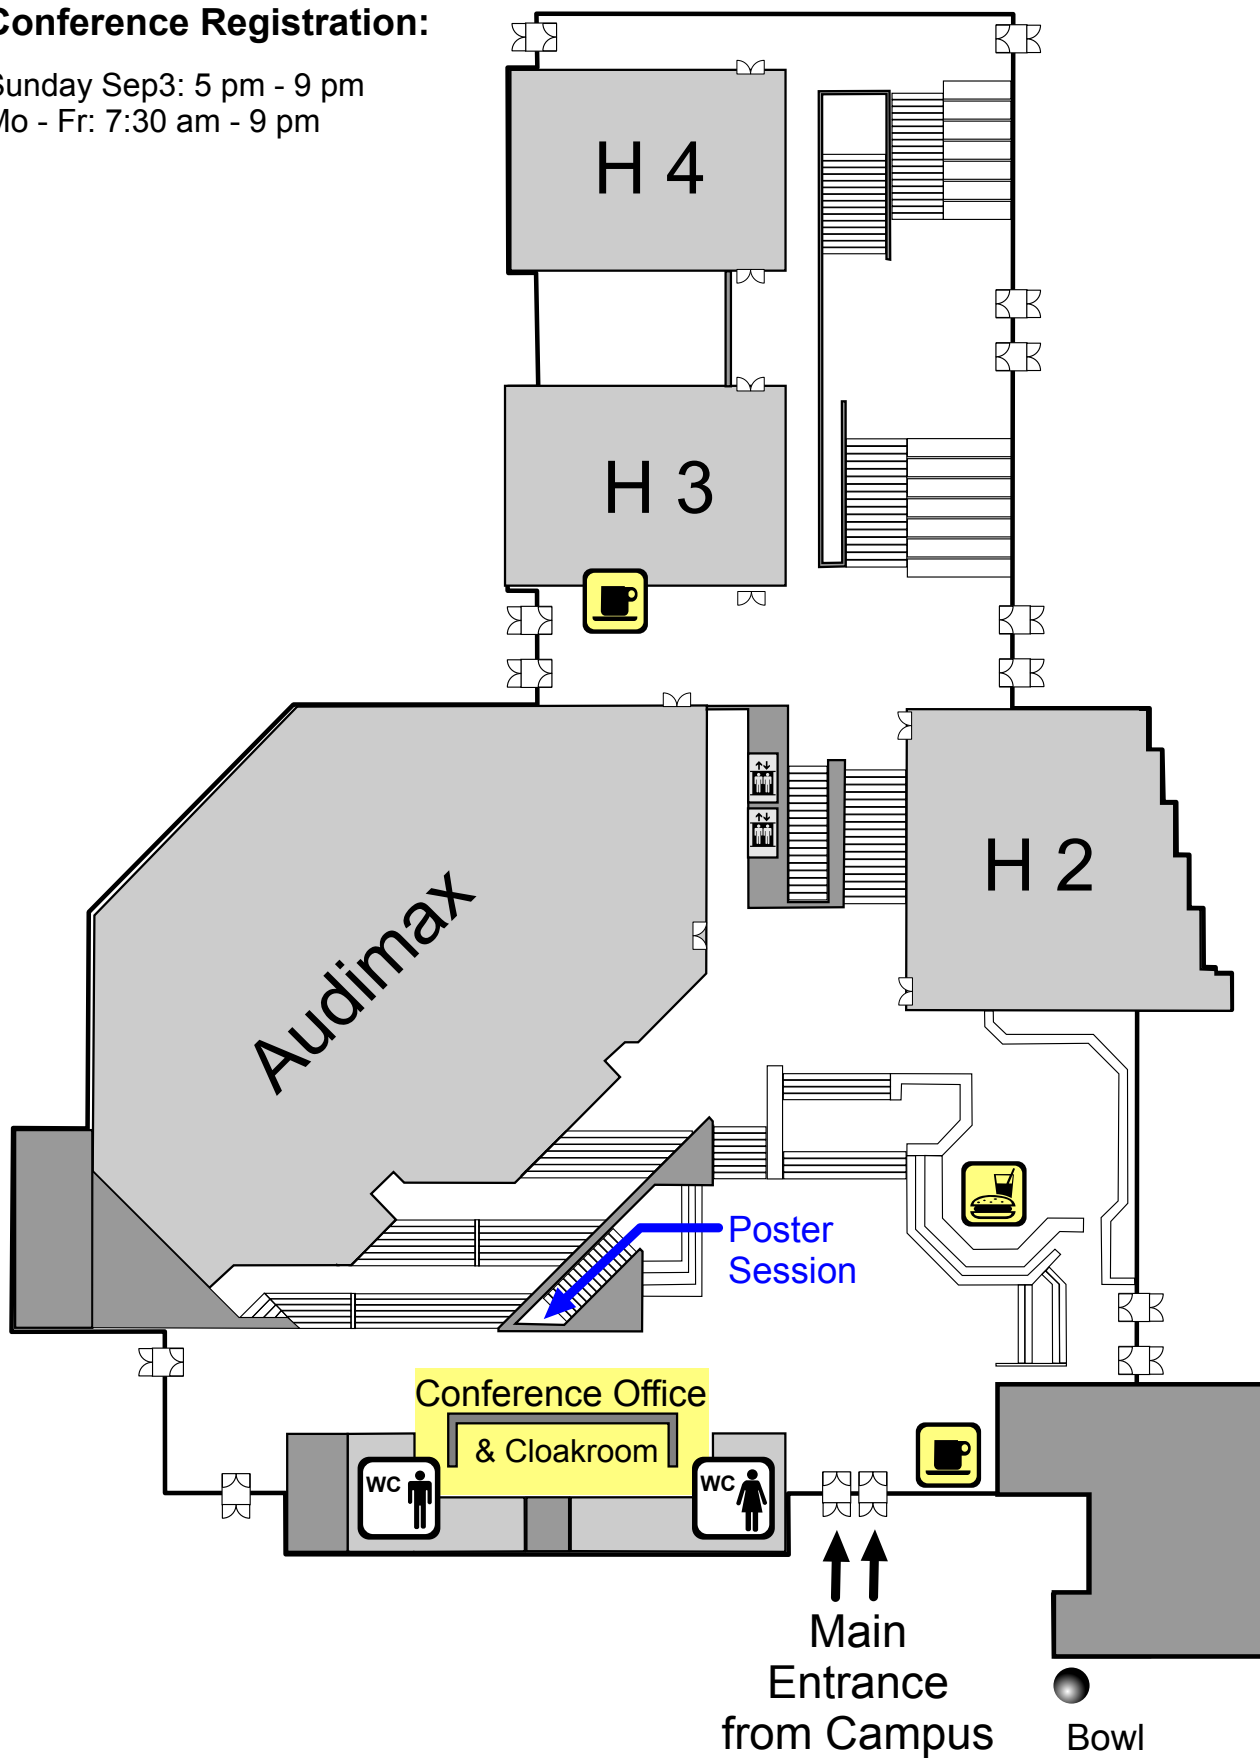 Conference Registration:
Sunday Sep3: 5 pm - 9 pm
Mo - Fr: 7:30 am - 9 pm
H 4
H 3
H 2
Audimax
Poster
Session
Conference Office
& Cloakroom
WC
WC
Main
Entrance
from Campus
Bowl